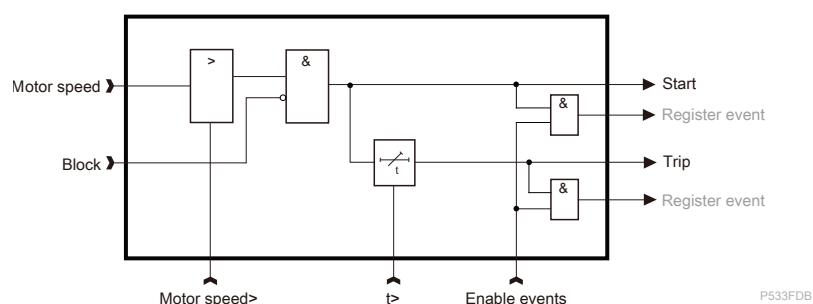 >
&
Motor speed
Start
&
Register event
Block
Trip
t
&
Register event
Motor speed>
t>
Enable events
P533FDB